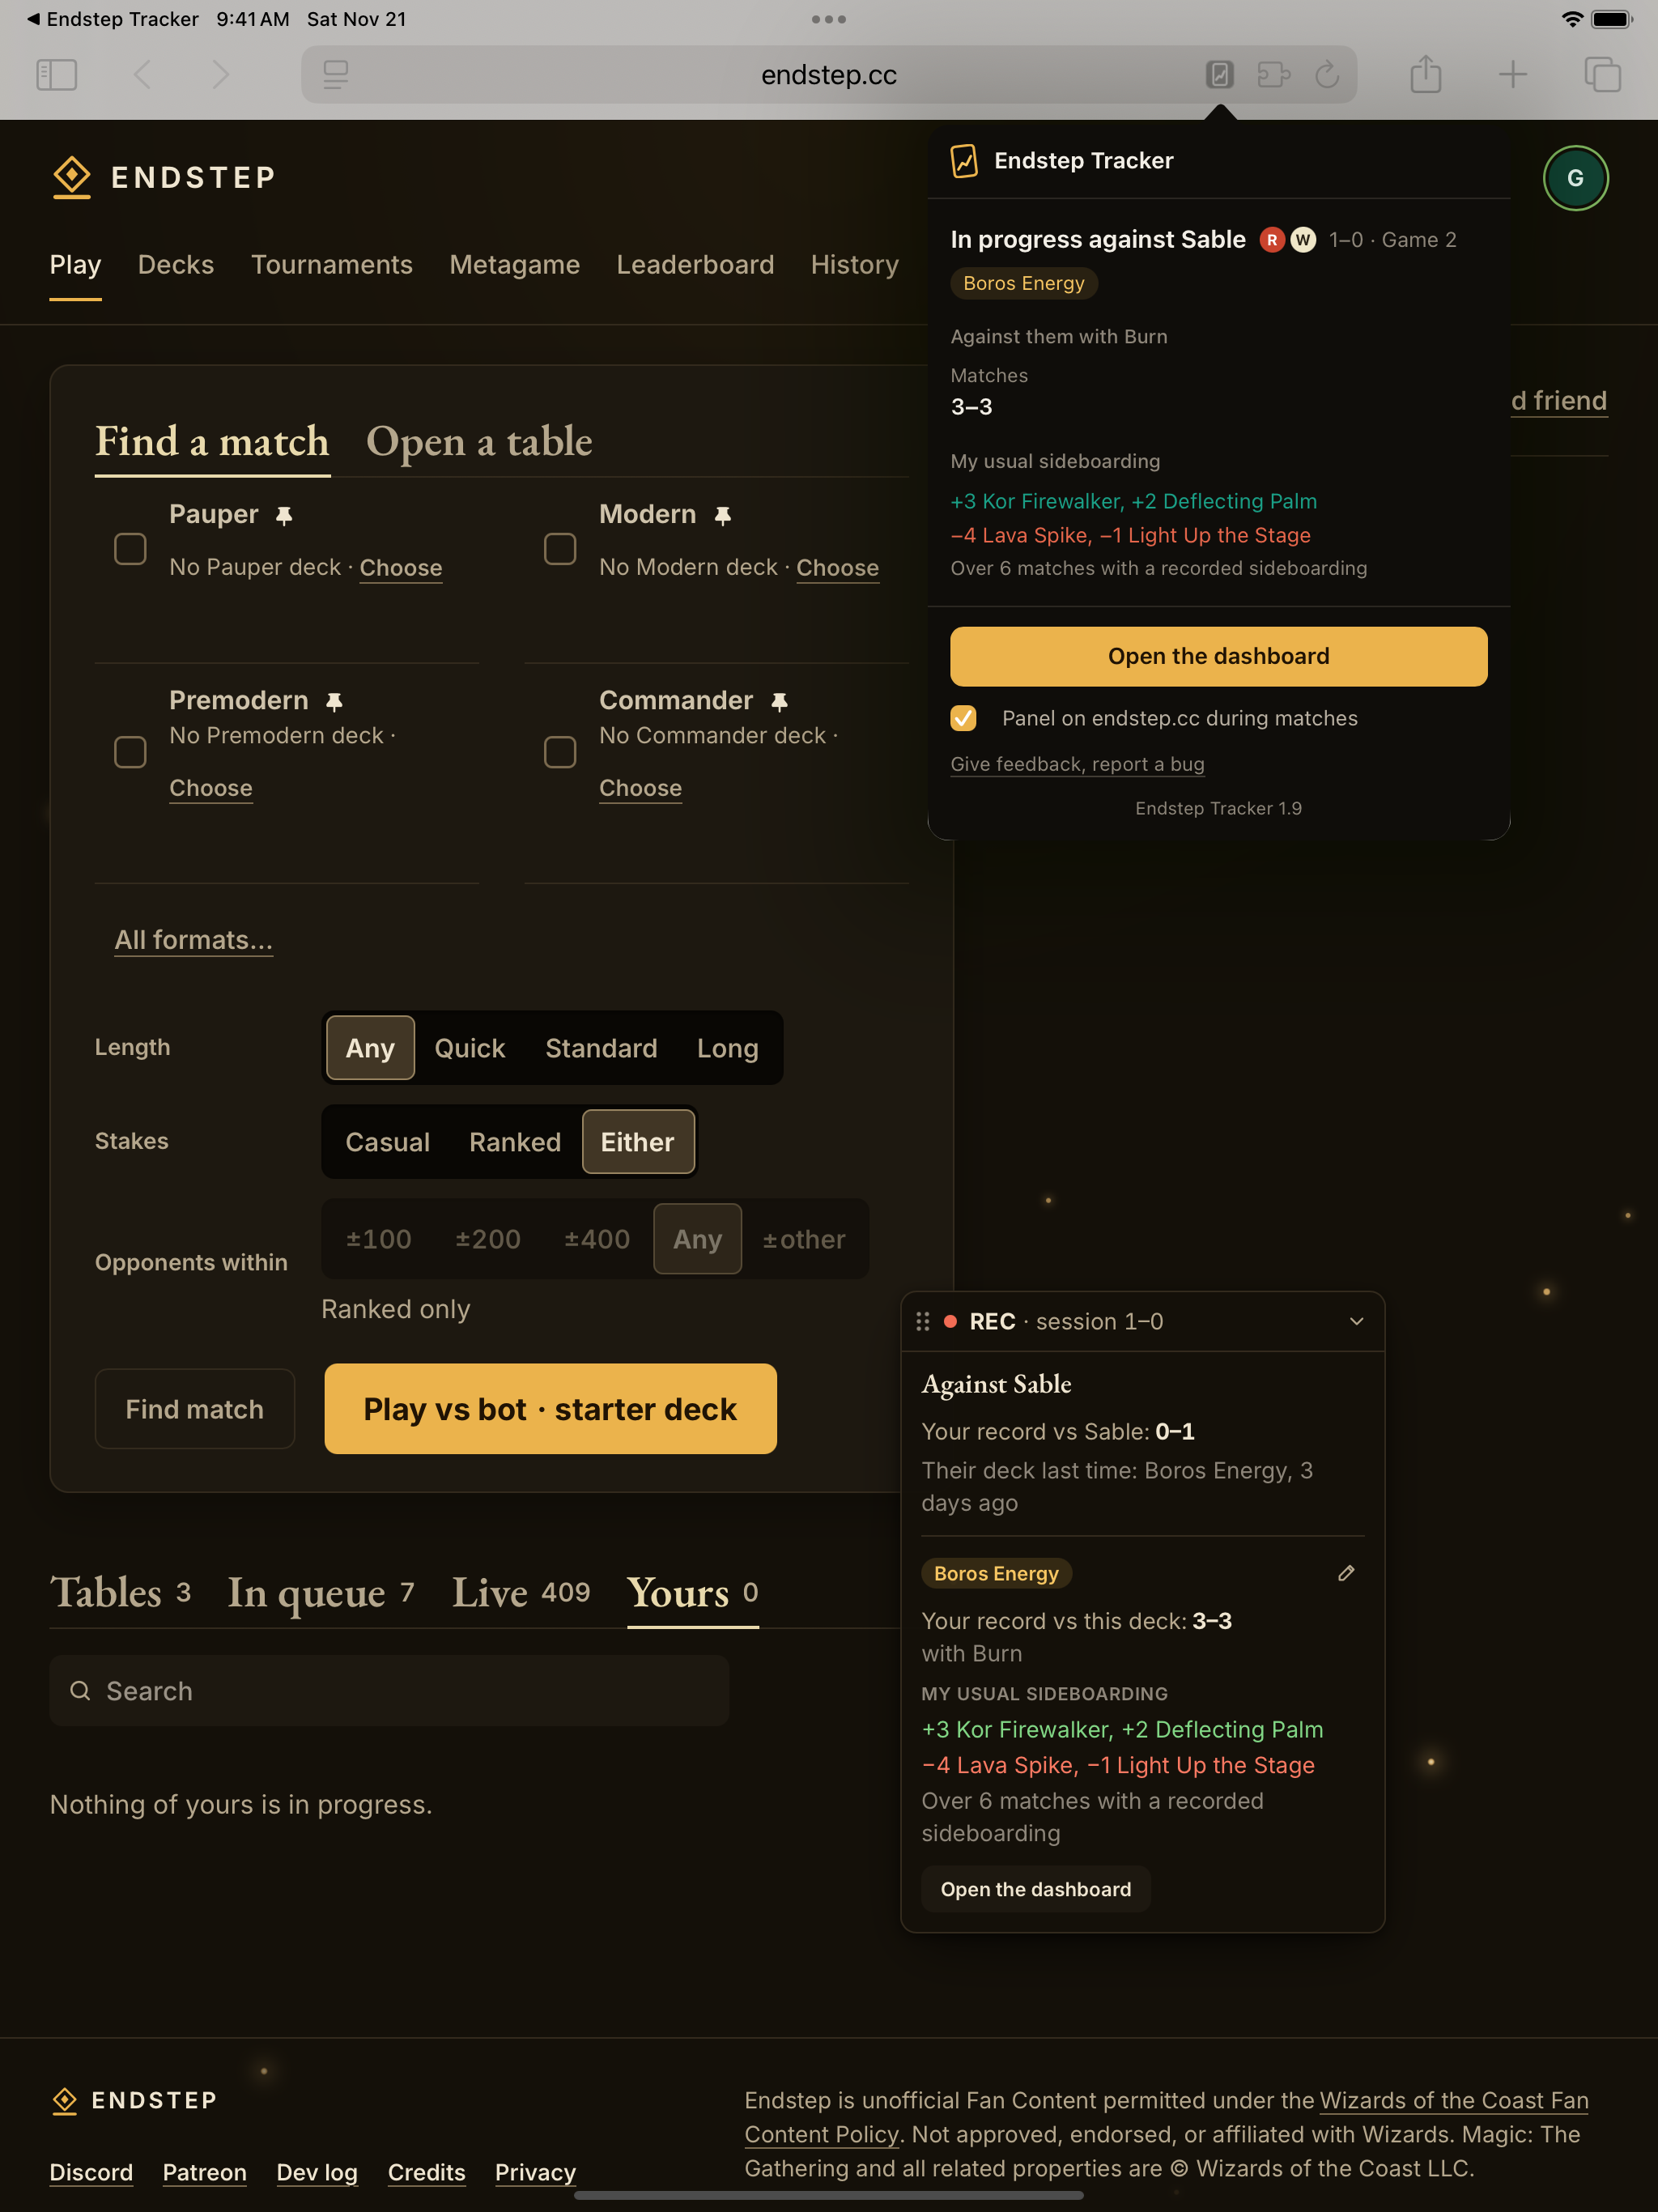 Endstep Tracker 9:41 AM Sat Nov 21
endstep.cc
ENDSTEP
G
Play Decks Tournaments Metagame Leaderboard History
Endstep Tracker
In progress against Sable R W 1–0 · Game 2
Boros Energy
Against them with Burn
Matches
3–3
My usual sideboarding
+3 Kor Firewalker, +2 Deflecting Palm
−4 Lava Spike, −1 Light Up the Stage
Over 6 matches with a recorded sideboarding
Open the dashboard
Panel on endstep.cc during matches
Give feedback, report a bug
Endstep Tracker 1.9
d friend
Find a match Open a table
Pauper
No Pauper deck · Choose
Modern
No Modern deck · Choose
Premodern
No Premodern deck ·
Choose
Commander
No Commander deck ·
Choose
All formats...
Length Any Quick Standard Long
Stakes Casual Ranked Either
Opponents within ±100 ±200 ±400 Any ±other
Ranked only
Find match Play vs bot · starter deck
Tables 3 In queue 7 Live 409 Yours 0
Search
Nothing of yours is in progress.
REC · session 1–0
Against Sable
Your record vs Sable: 0–1
Their deck last time: Boros Energy, 3
days ago
Boros Energy
Your record vs this deck: 3–3
with Burn
MY USUAL SIDEBOARDING
+3 Kor Firewalker, +2 Deflecting Palm
−4 Lava Spike, −1 Light Up the Stage
Over 6 matches with a recorded
sideboarding
Open the dashboard
ENDSTEP
Discord Patreon Dev log Credits Privacy
Endstep is unofficial Fan Content permitted under the Wizards of the Coast Fan
Content Policy. Not approved, endorsed, or affiliated with Wizards. Magic: The
Gathering and all related properties are © Wizards of the Coast LLC.